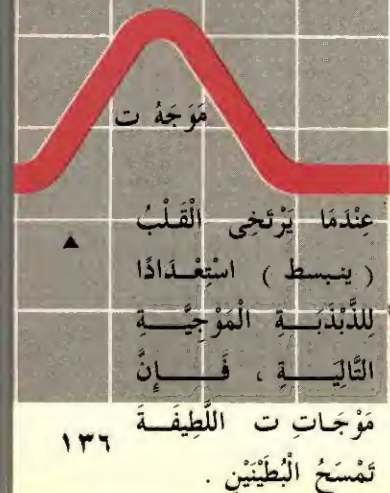 مَوَجَهُ ت
عِنْدَمَا يَرْتَخِى الْقَلْبُ
( ينبسط ) اسْتِعْدَادًا
لِلذَّبْذَبَةِ الْمَوْجِيَّةِ
التَّالِيَةِ ، فَإِنَّ
مَوْجَاتِ ت اللَّطِيفَةَ
تَمْسَحُ الْبُطَيْنَيْنِ .
١٣٦